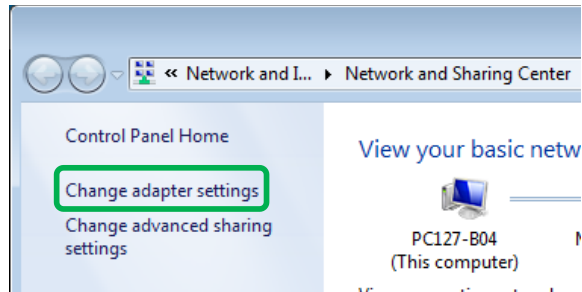 « Network and I... ▸ Network and Sharing Center
Control Panel Home
View your basic netw
Change adapter settings
Change advanced sharing
settings
PC127-B04
(This computer)